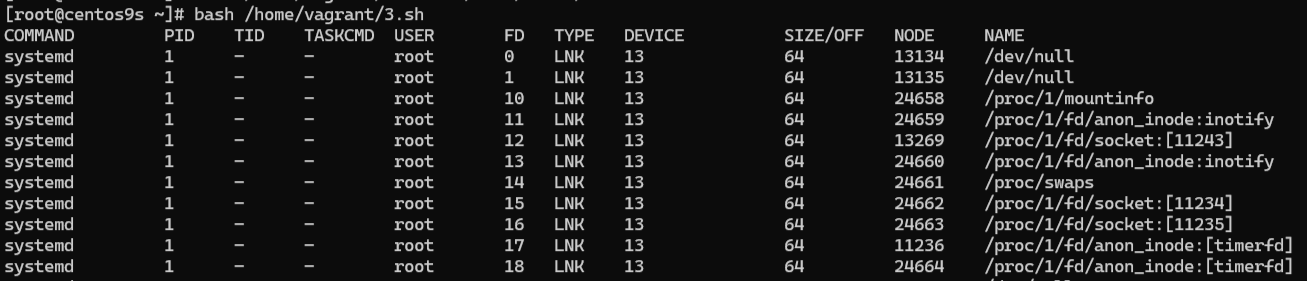 [root@centos9s ~]# bash /home/vagrant/3.sh
COMMAND PID TID TASKCMD USER FD TYPE DEVICE SIZE/OFF NODE NAME
systemd 1 - - root 0 LNK 13 64 13134 /dev/null
systemd 1 - - root 1 LNK 13 64 13135 /dev/null
systemd 1 - - root 10 LNK 13 64 24658 /proc/1/mountinfo
systemd 1 - - root 11 LNK 13 64 24659 /proc/1/fd/anon_inode:inotify
systemd 1 - - root 12 LNK 13 64 13269 /proc/1/fd/socket:[11243]
systemd 1 - - root 13 LNK 13 64 24660 /proc/1/fd/anon_inode:inotify
systemd 1 - - root 14 LNK 13 64 24661 /proc/swaps
systemd 1 - - root 15 LNK 13 64 24662 /proc/1/fd/socket:[11234]
systemd 1 - - root 16 LNK 13 64 24663 /proc/1/fd/socket:[11235]
systemd 1 - - root 17 LNK 13 64 11236 /proc/1/fd/anon_inode:[timerfd]
systemd 1 - - root 18 LNK 13 64 24664 /proc/1/fd/anon_inode:[timerfd]